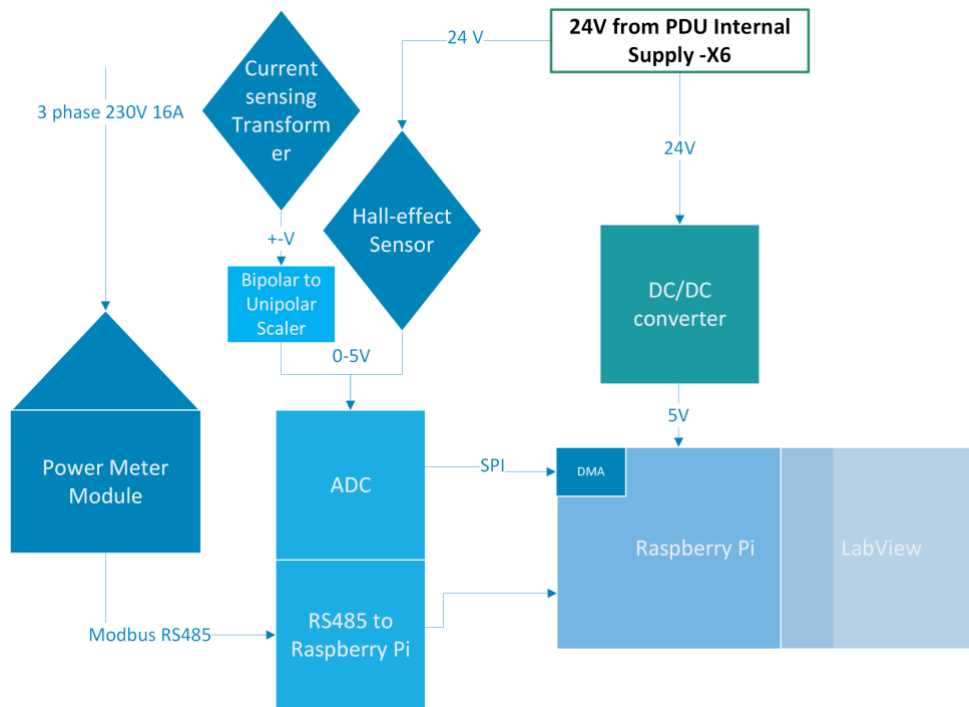 24V from PDU Internal
Supply -X6
24 V
Current
sensing
Transform
er
3 phase 230V 16A
24V
Hall-effect
Sensor
+-V
Bipolar to
Unipolar
Scaler
DC/DC
converter
0-5V
5V
Power Meter
Module
ADC
SPI
DMA
Raspberry Pi
LabView
Modbus RS485
RS485 to
Raspberry Pi